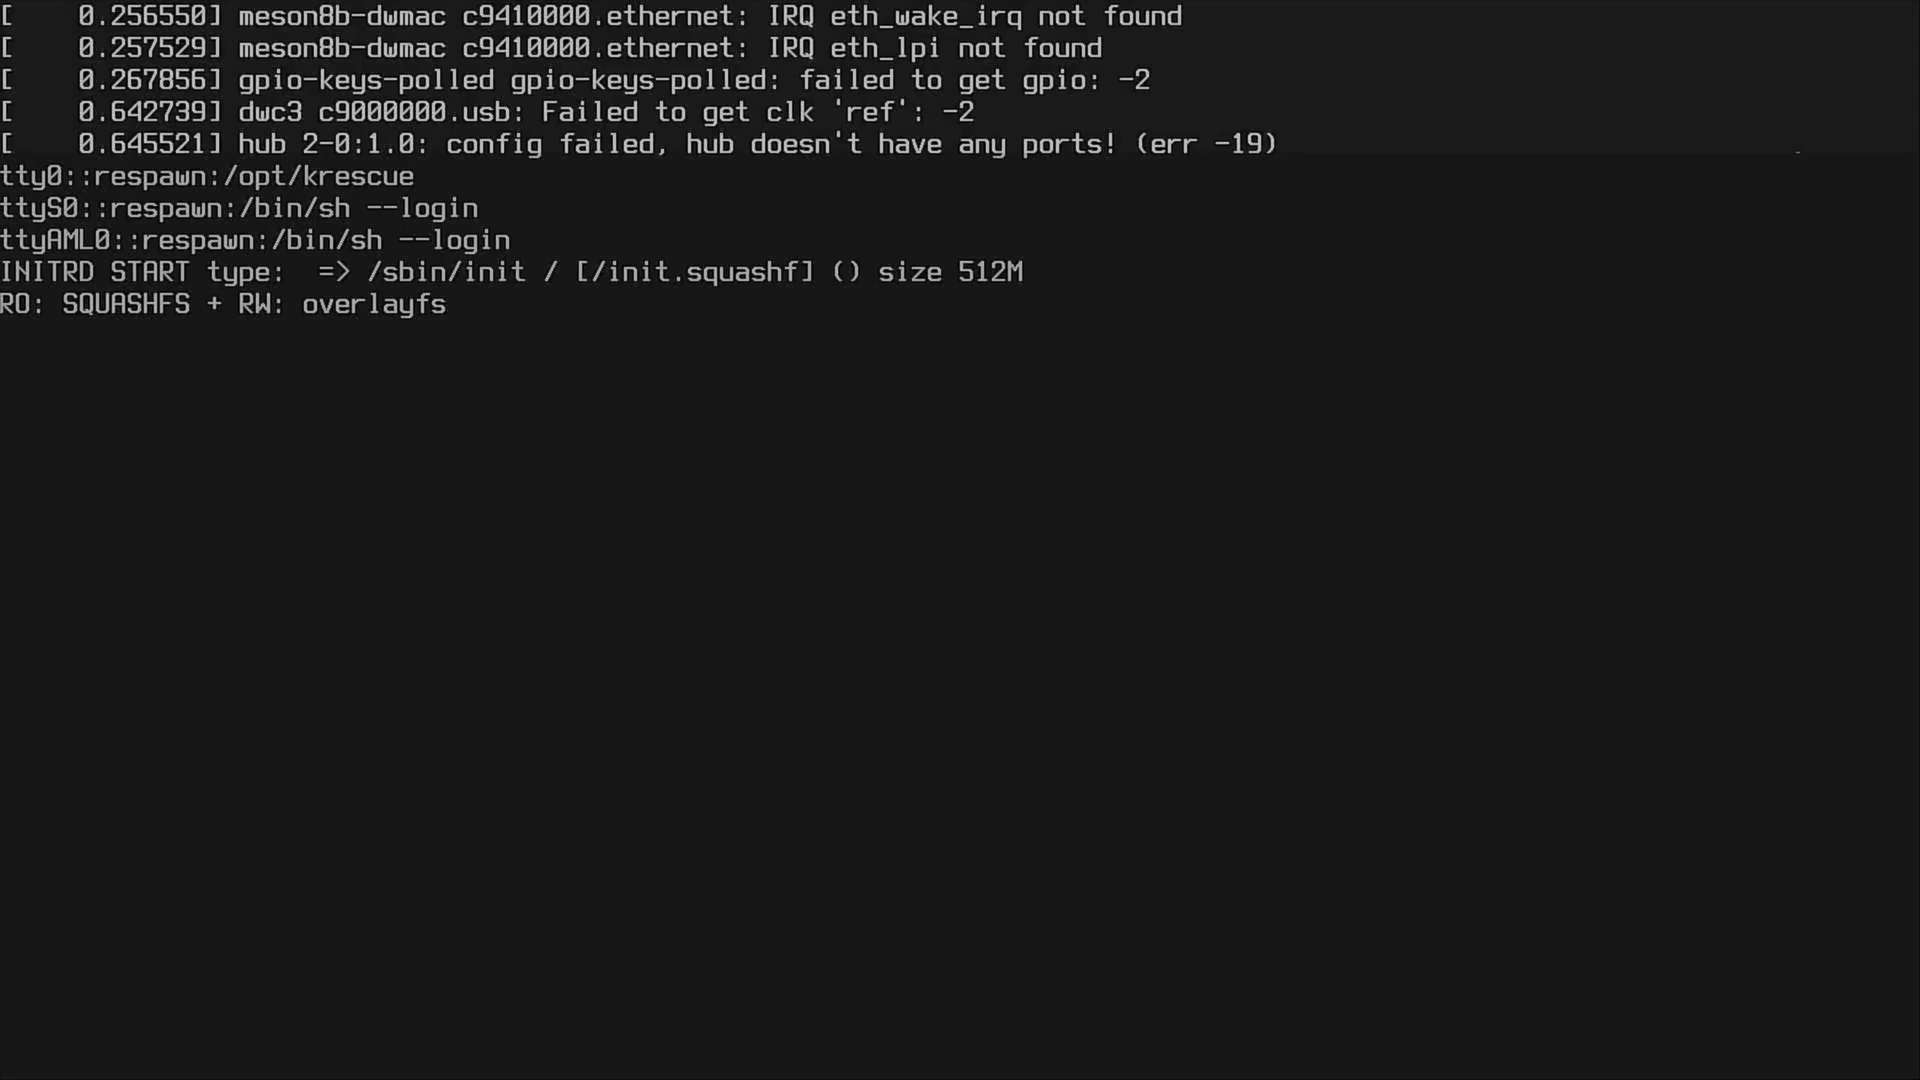 [    0.256550] meson8b-dwmac c9410000.ethernet: IRQ eth_wake_irq not found
[    0.257529] meson8b-dwmac c9410000.ethernet: IRQ eth_lpi not found
[    0.267856] gpio-keys-polled gpio-keys-polled: failed to get gpio: -2
[    0.642739] dwc3 c9000000.usb: Failed to get clk 'ref': -2
[    0.645521] hub 2-0:1.0: config failed, hub doesn't have any ports! (err -19)
tty0::respawn:/opt/krescue
ttyS0::respawn:/bin/sh --login
ttyAML0::respawn:/bin/sh --login
INITRD START type:  => /sbin/init / [/init.squashf] () size 512M
RO: SQUASHFS + RW: overlayfs